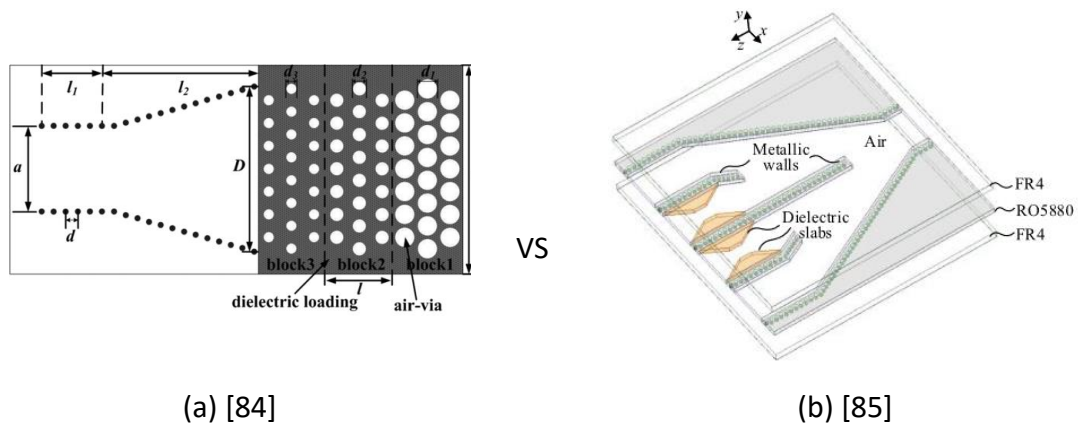 l1
l2
d3
d2
d1
a
D
d
block3
block2
block1
l
dielectric loading
air-via
VS
y
x
z
Air
Metallic
walls
Dielectric
slabs
FR4
RO5880
FR4
(a) [84]
(b) [85]